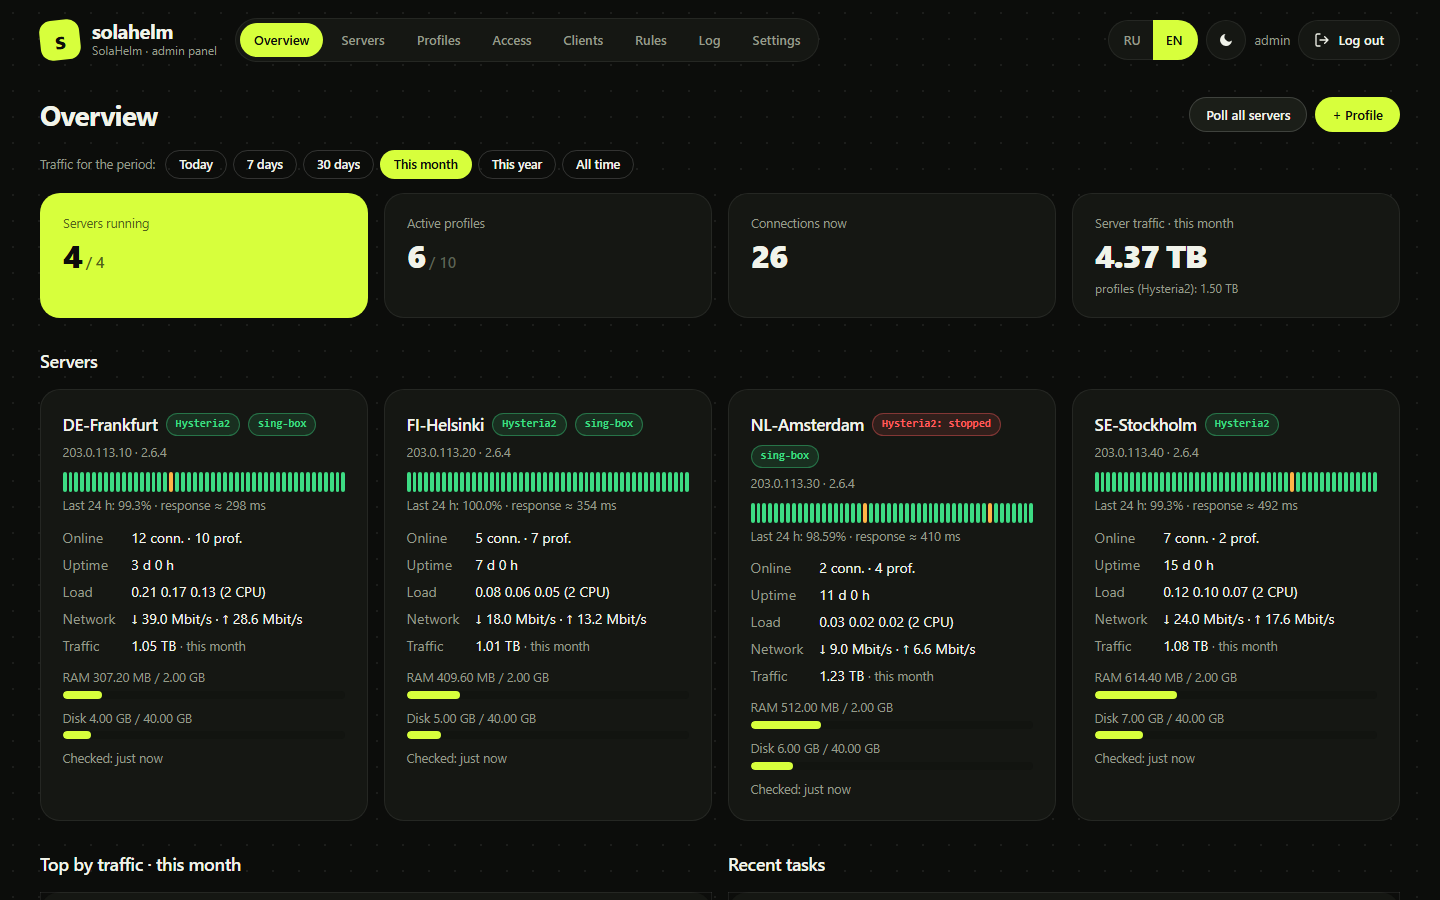 s
solahelm
SolaHelm · admin panel
Overview Servers Profiles Access Clients Rules Log Settings
RU EN admin Log out
Overview
Poll all servers + Profile
Traffic for the period: Today 7 days 30 days This month This year All time
Servers running
4 / 4
Active profiles
6 / 10
Connections now
26
Server traffic · this month
4.37 TB
profiles (Hysteria2): 1.50 TB
Servers
DE-Frankfurt Hysteria2 sing-box
203.0.113.10 · 2.6.4
Last 24 h: 99.3% · response ≈ 298 ms
Online 12 conn. · 10 prof.
Uptime 3 d 0 h
Load 0.21 0.17 0.13 (2 CPU)
Network ↓ 39.0 Mbit/s · ↑ 28.6 Mbit/s
Traffic 1.05 TB · this month
RAM 307.20 MB / 2.00 GB
Disk 4.00 GB / 40.00 GB
Checked: just now
FI-Helsinki Hysteria2 sing-box
203.0.113.20 · 2.6.4
Last 24 h: 100.0% · response ≈ 354 ms
Online 5 conn. · 7 prof.
Uptime 7 d 0 h
Load 0.08 0.06 0.05 (2 CPU)
Network ↓ 18.0 Mbit/s · ↑ 13.2 Mbit/s
Traffic 1.01 TB · this month
RAM 409.60 MB / 2.00 GB
Disk 5.00 GB / 40.00 GB
Checked: just now
NL-Amsterdam Hysteria2: stopped
sing-box
203.0.113.30 · 2.6.4
Last 24 h: 98.59% · response ≈ 410 ms
Online 2 conn. · 4 prof.
Uptime 11 d 0 h
Load 0.03 0.02 0.02 (2 CPU)
Network ↓ 9.0 Mbit/s · ↑ 6.6 Mbit/s
Traffic 1.23 TB · this month
RAM 512.00 MB / 2.00 GB
Disk 6.00 GB / 40.00 GB
Checked: just now
SE-Stockholm Hysteria2
203.0.113.40 · 2.6.4
Last 24 h: 99.3% · response ≈ 492 ms
Online 7 conn. · 2 prof.
Uptime 15 d 0 h
Load 0.12 0.10 0.07 (2 CPU)
Network ↓ 24.0 Mbit/s · ↑ 17.6 Mbit/s
Traffic 1.08 TB · this month
RAM 614.40 MB / 2.00 GB
Disk 7.00 GB / 40.00 GB
Checked: just now
Top by traffic · this month
Recent tasks